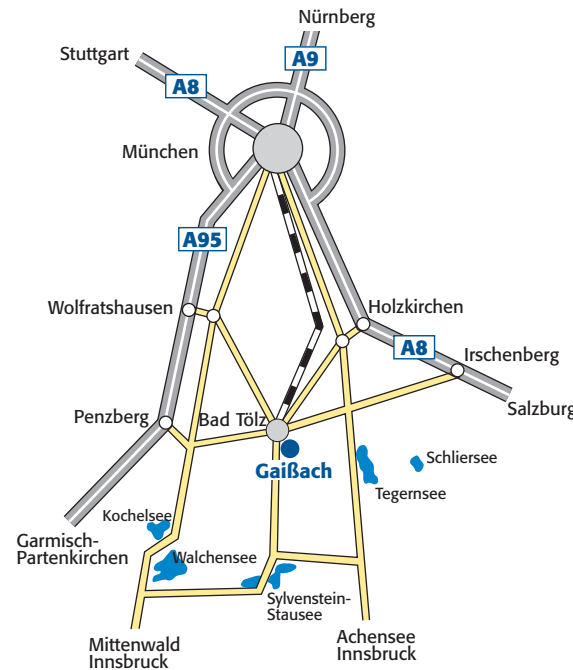 Nürnberg
Stuttgart
A9
A8
München
A95
Wolfratshausen
Holzkirchen
A8
Irschenberg
Salzburg
Penzberg
Bad Tölz
Gaißach
Schliersee
Tegernsee
Kochelsee
Garmisch-
Partenkirchen
Walchensee
Sylvenstein-
Stausee
Mittenwald
Innsbruck
Achensee
Innsbruck